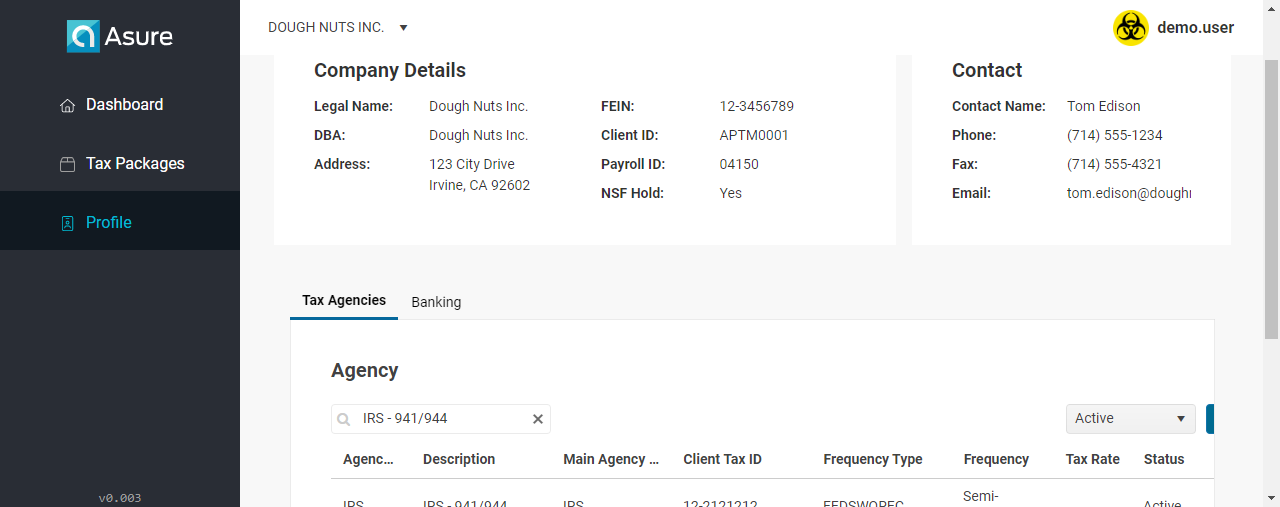 Asure
DOUGH NUTS INC.
demo.user
Dashboard
Tax Packages
Profile
v0.003
Company Details
Legal Name: Dough Nuts Inc.
DBA: Dough Nuts Inc.
Address: 123 City Drive
Irvine, CA 92602
FEIN: 12-3456789
Client ID: APTM0001
Payroll ID: 04150
NSF Hold: Yes
Contact
Contact Name: Tom Edison
Phone: (714) 555-1234
Fax: (714) 555-4321
Email: tom.edison@dough
Tax Agencies Banking
Agency
IRS - 941/944
Active
Agenc... Description Main Agency ... Client Tax ID Frequency Type Frequency Tax Rate Status
IRS IRS - 941/944 IRS 12-2121212 Semi- Active